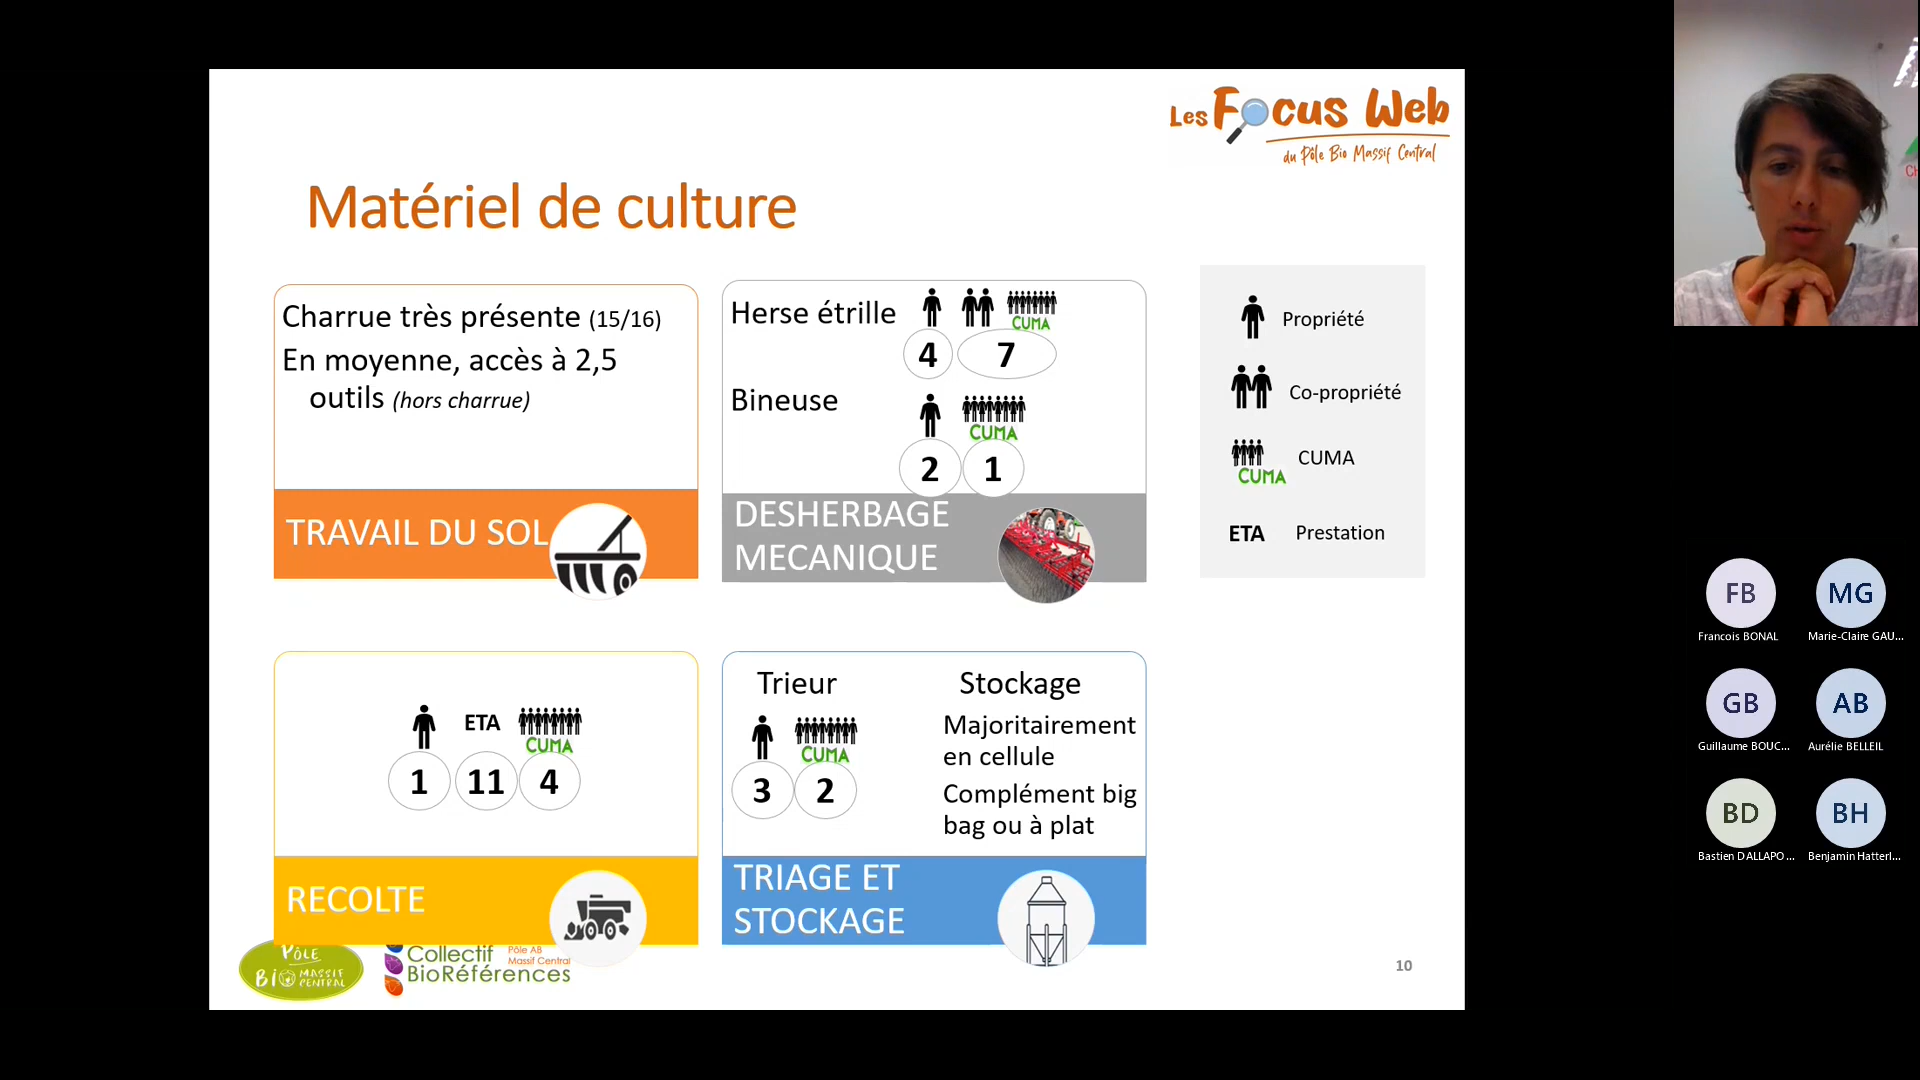 Les Focus Web
du Pôle Bio Massif Central
Matériel de culture
Charrue très présente (15/16)
En moyenne, accès à 2,5
outils (hors charrue)
TRAVAIL DU SOL
Herse étrille
CUMA
4 7
Bineuse
CUMA
2 1
DESHERBAGE
MECANIQUE
Propriété
Co-propriété
CUMA CUMA
ETA Prestation
ETA
CUMA
1 11 4
RECOLTE
Trieur
CUMA
3 2
Stockage
Majoritairement
en cellule
Complément big
bag ou à plat
TRIAGE ET
STOCKAGE
PÔLE
BIO MASSIF
CENTRAL
Collectif
BioRéférences
Pôle AB
Massif Central
10
FB
Francois BONAL
MG
Marie-Claire GAU...
GB
Guillaume BOUC...
AB
Aurélie BELLEIL
BD
Bastien DALLAPO...
BH
Benjamin Hatterl...